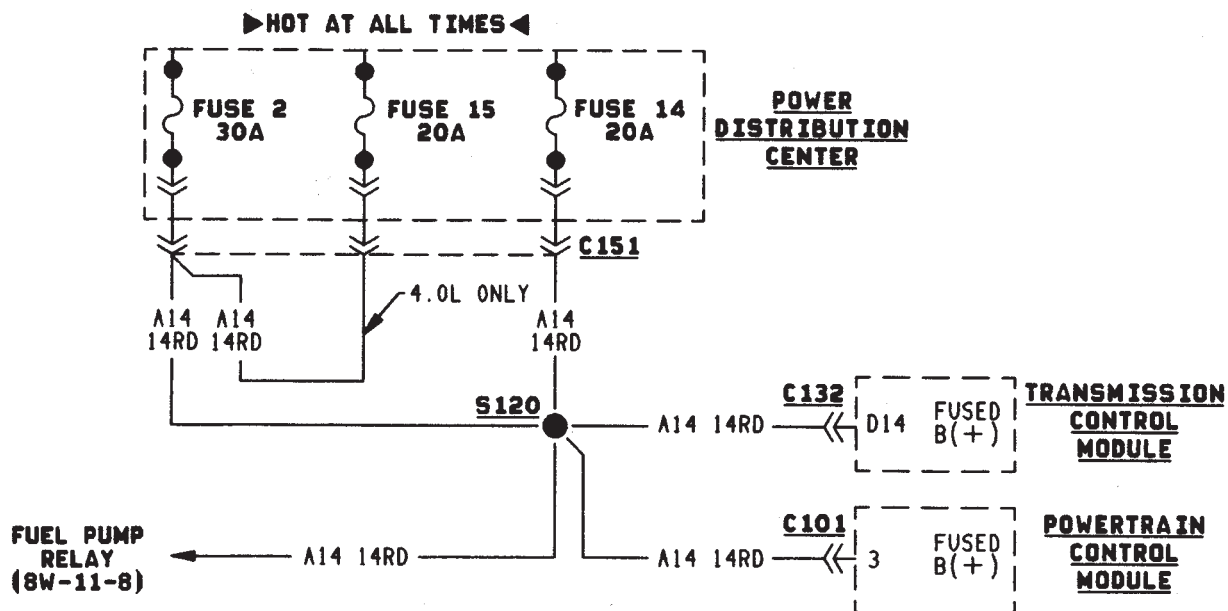 ▶HOT AT ALL TIMES◀
FUSE 2
30A
FUSE 15
20A
FUSE 14
20A
POWER
DISTRIBUTION
CENTER
C151
4.0L ONLY
A14
14RD
A14
14RD
A14
14RD
S120
A14 14RD
C132
D14
FUSED
B(+)
TRANSMISSION
CONTROL
MODULE
FUEL PUMP
RELAY
(8W-11-8)
A14 14RD
A14 14RD
C101
3
FUSED
B(+)
POWERTRAIN
CONTROL
MODULE